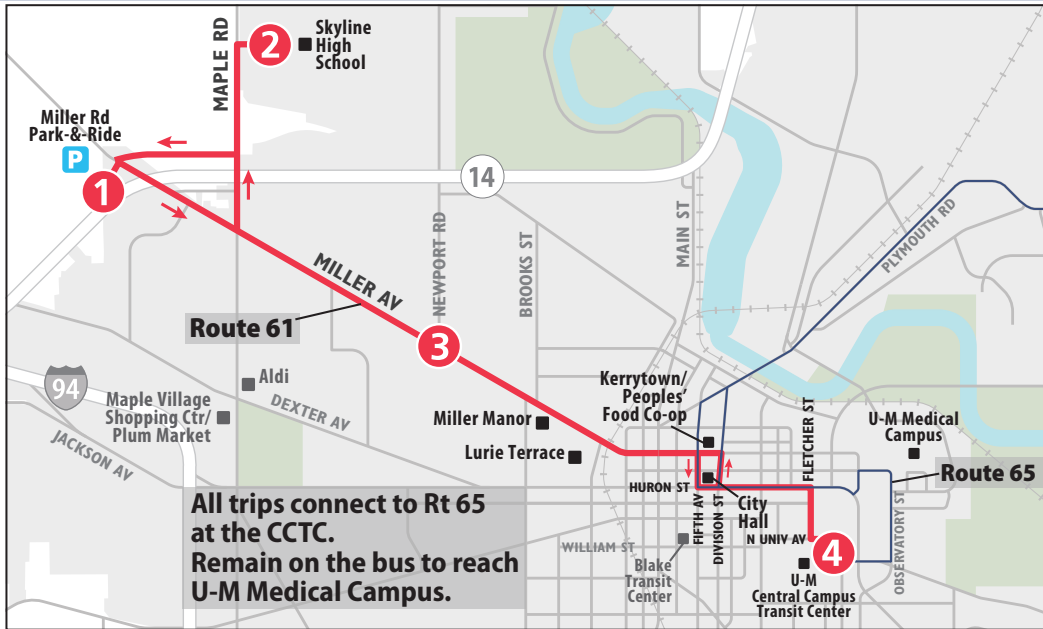 MAPLE RD
2
Skyline
High
School
Miller Rd
Park-&-Ride
P
1
14
MAIN ST
PLYMOUTH RD
NEWPORT RD
BROOKS ST
MILLER AV
Route 61
3
94
Aldi
Maple Village
Shopping Ctr/
Plum Market
DEXTER AV
JACKSON AV
Kerrytown/
Peoples'
Food Co-op
Miller Manor
Lurie Terrace
FLETCHER ST
U-M Medical
Campus
Route 65
HURON ST
FIFTH AV
DIVISION ST
City
Hall
N UNIV AV
4
OBSERVATORY ST
WILLIAM ST
Blake
Transit
Center
U-M
Central Campus
Transit Center
All trips connect to Rt 65
at the CCTC.
Remain on the bus to reach
U-M Medical Campus.